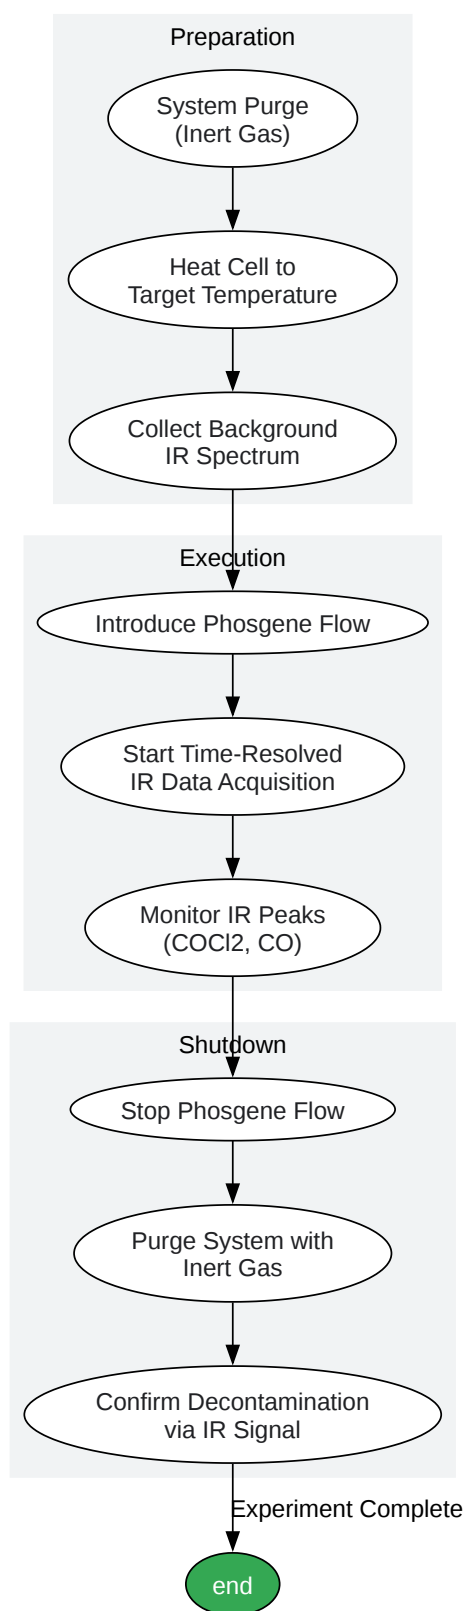 Preparation
System Purge
(Inert Gas)
Heat Cell to
Target Temperature
Collect Background
IR Spectrum
Execution
Introduce Phosgene Flow
Start Time-Resolved
IR Data Acquisition
Monitor IR Peaks
(COCl2, CO)
Shutdown
Stop Phosgene Flow
Purge System with
Inert Gas
Confirm Decontamination
via IR Signal
Experiment Complete
end